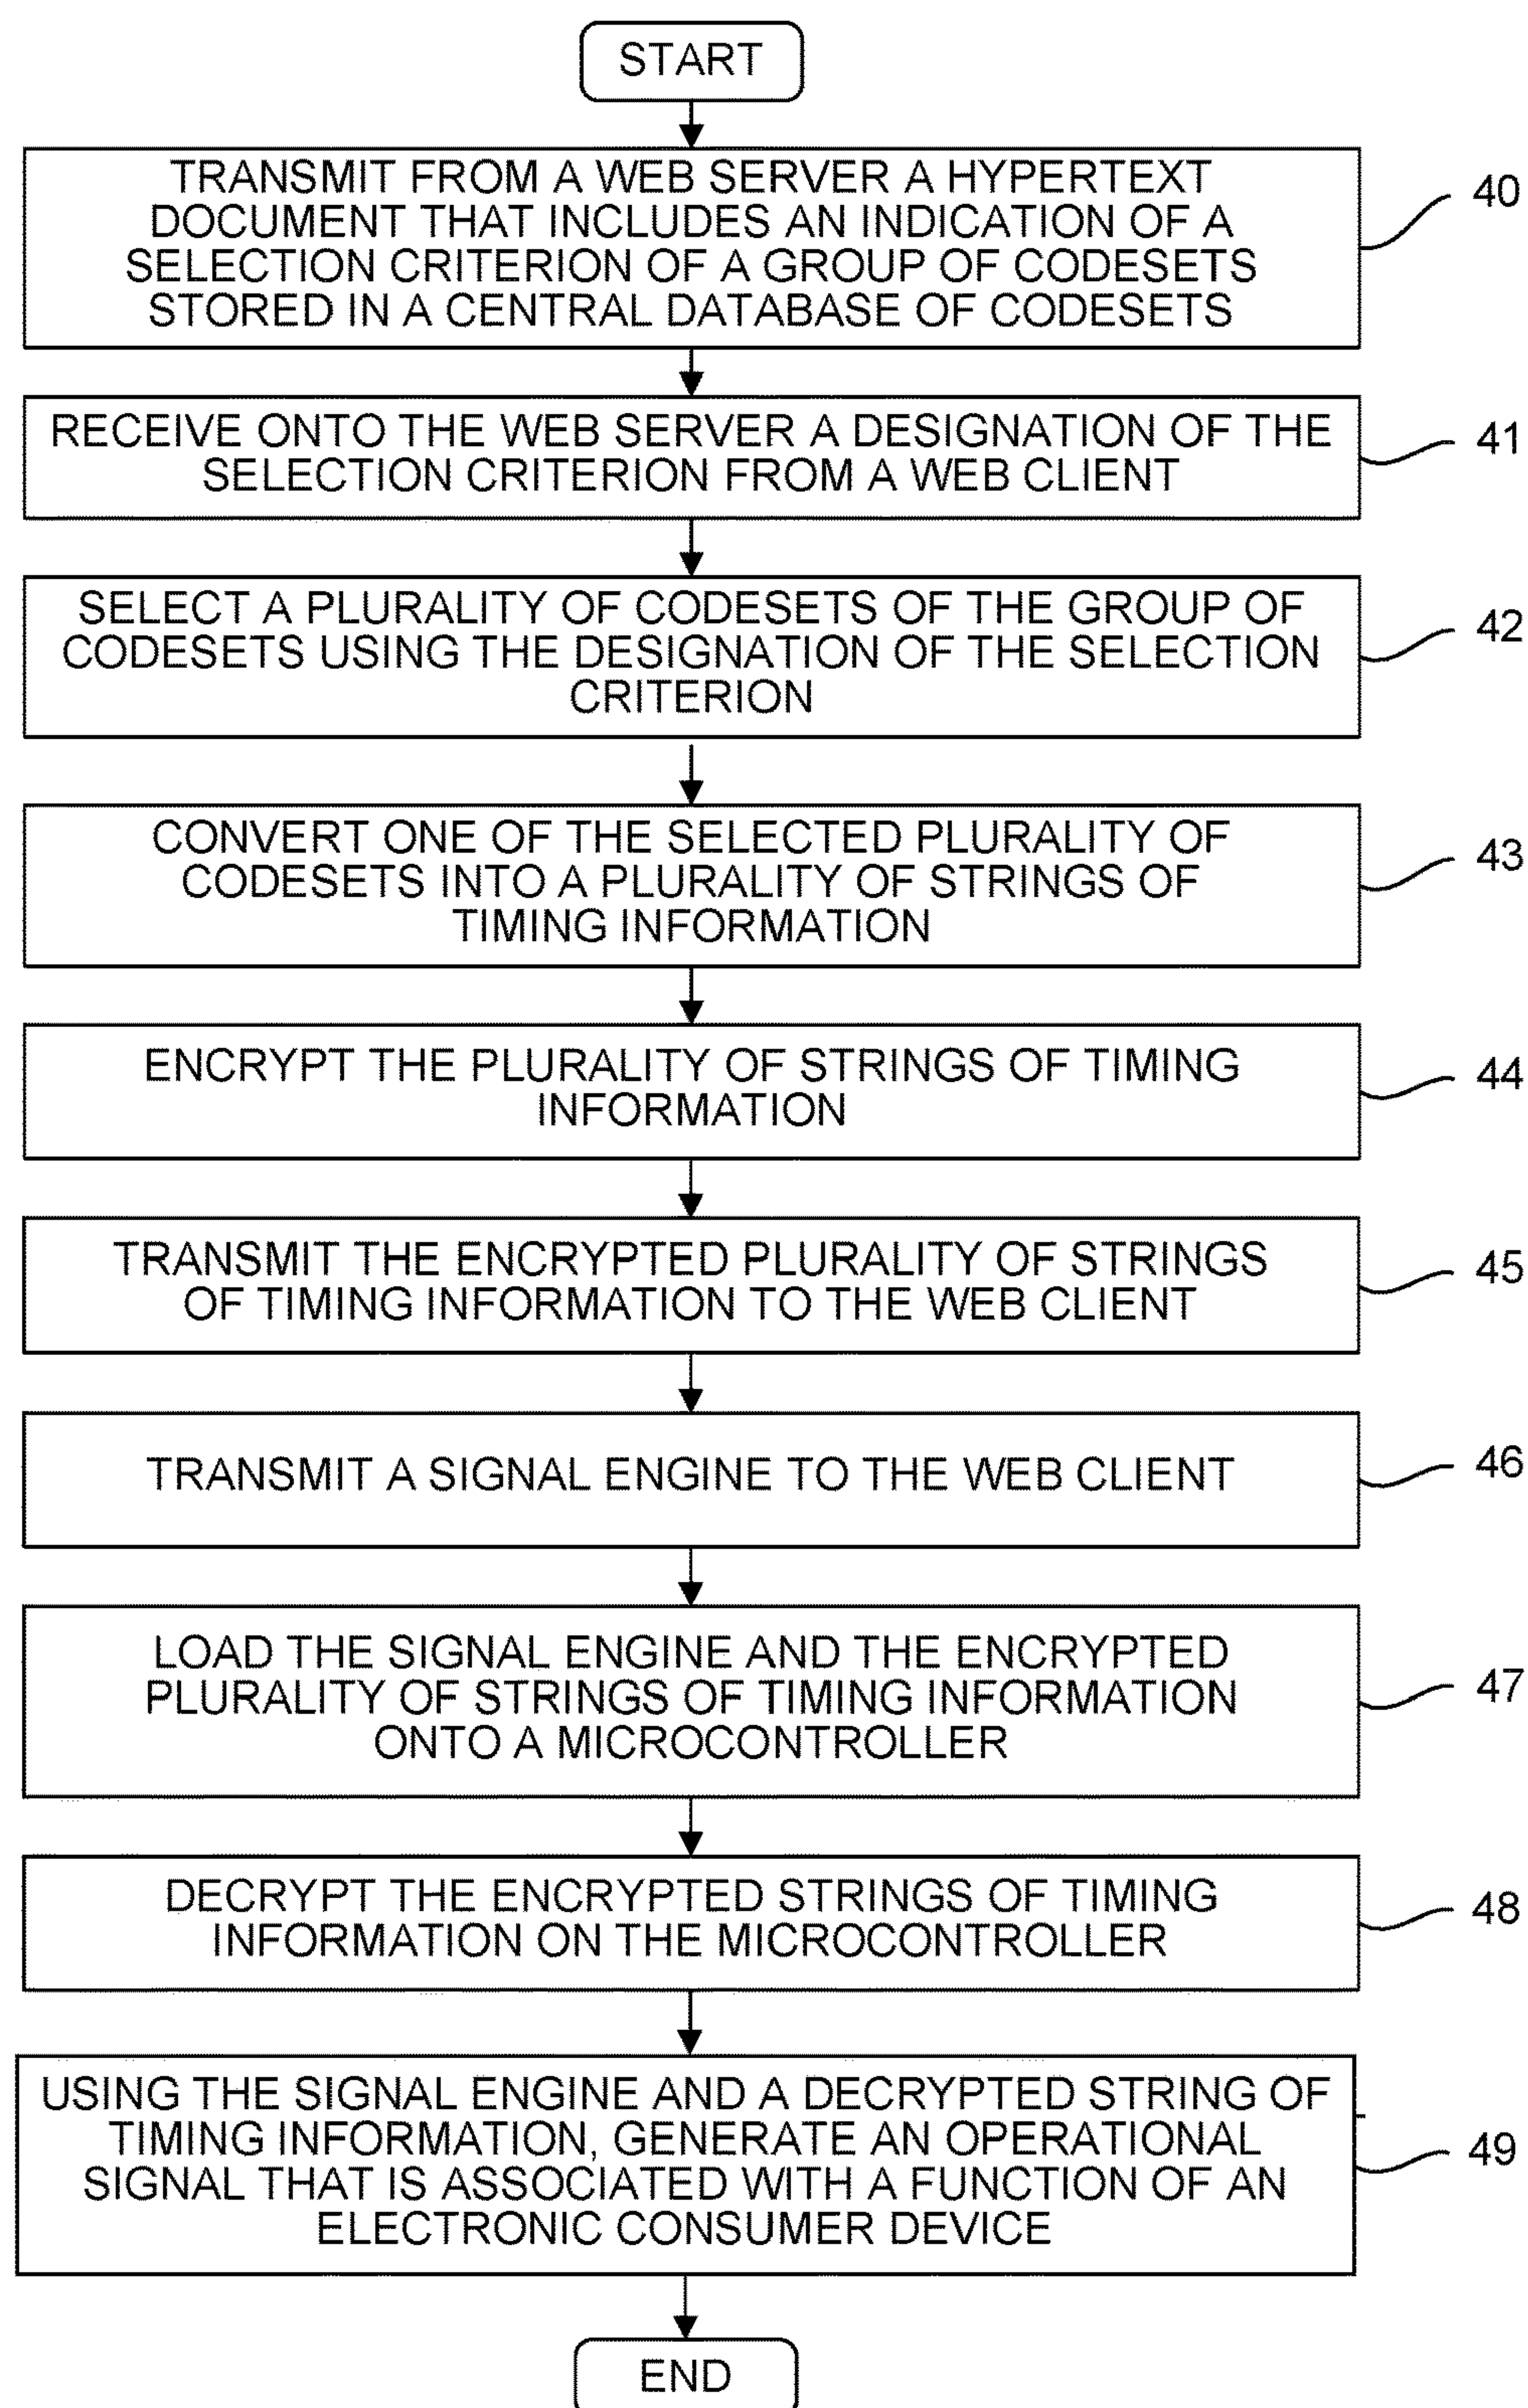 START
TRANSMIT FROM A WEB SERVER A HYPERTEXT
DOCUMENT THAT INCLUDES AN INDICATION OF A
SELECTION CRITERION OF A GROUP OF CODESETS
STORED IN A CENTRAL DATABASE OF CODESETS
40
RECEIVE ONTO THE WEB SERVER A DESIGNATION OF THE
SELECTION CRITERION FROM A WEB CLIENT
41
SELECT A PLURALITY OF CODESETS OF THE GROUP OF
CODESETS USING THE DESIGNATION OF THE SELECTION
CRITERION
42
CONVERT ONE OF THE SELECTED PLURALITY OF
CODESETS INTO A PLURALITY OF STRINGS OF
TIMING INFORMATION
43
ENCRYPT THE PLURALITY OF STRINGS OF TIMING
INFORMATION
44
TRANSMIT THE ENCRYPTED PLURALITY OF STRINGS
OF TIMING INFORMATION TO THE WEB CLIENT
45
TRANSMIT A SIGNAL ENGINE TO THE WEB CLIENT
46
LOAD THE SIGNAL ENGINE AND THE ENCRYPTED
PLURALITY OF STRINGS OF TIMING INFORMATION
ONTO A MICROCONTROLLER
47
DECRYPT THE ENCRYPTED STRINGS OF TIMING
INFORMATION ON THE MICROCONTROLLER
48
USING THE SIGNAL ENGINE AND A DECRYPTED STRING OF
TIMING INFORMATION, GENERATE AN OPERATIONAL
SIGNAL THAT IS ASSOCIATED WITH A FUNCTION OF AN
ELECTRONIC CONSUMER DEVICE
49
END